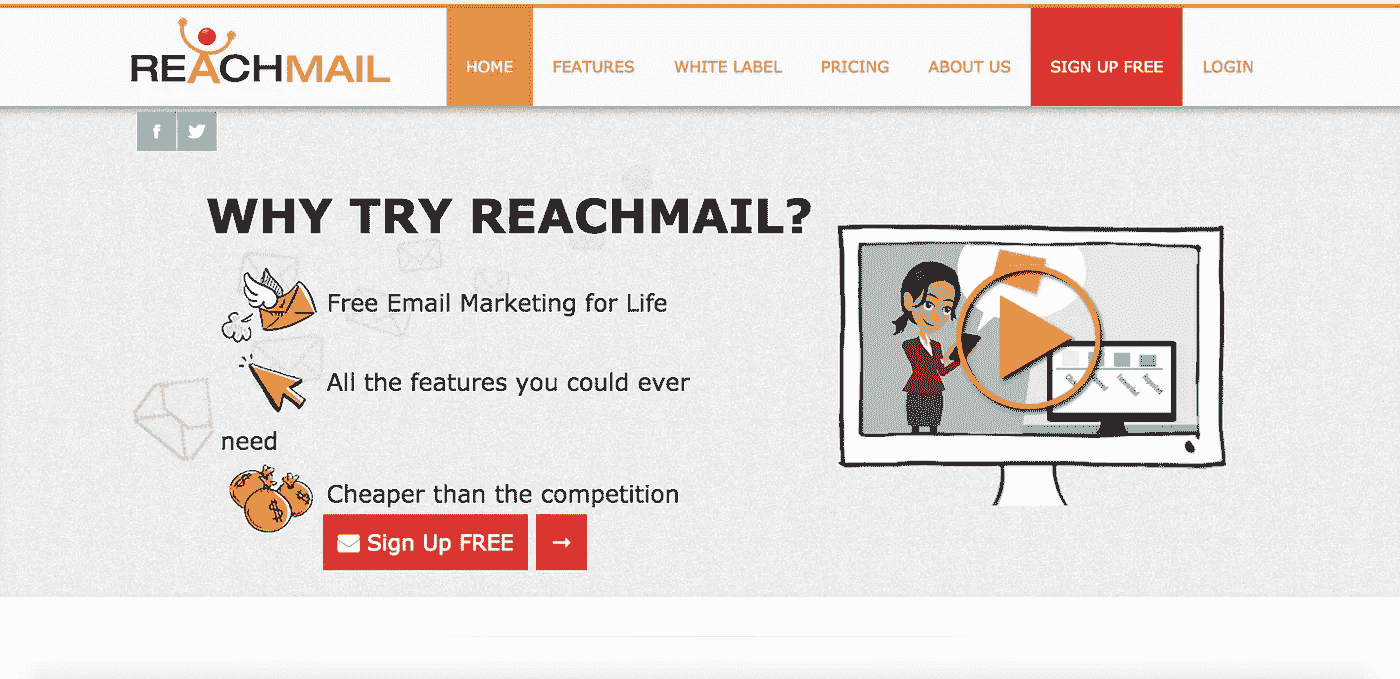 REACHMAIL
HOME
FEATURES
WHITE LABEL
PRICING
ABOUT US
SIGN UP FREE
LOGIN
WHY TRY REACHMAIL?
Free Email Marketing for Life
All the features you could ever
need
Cheaper than the competition
Sign Up FREE →